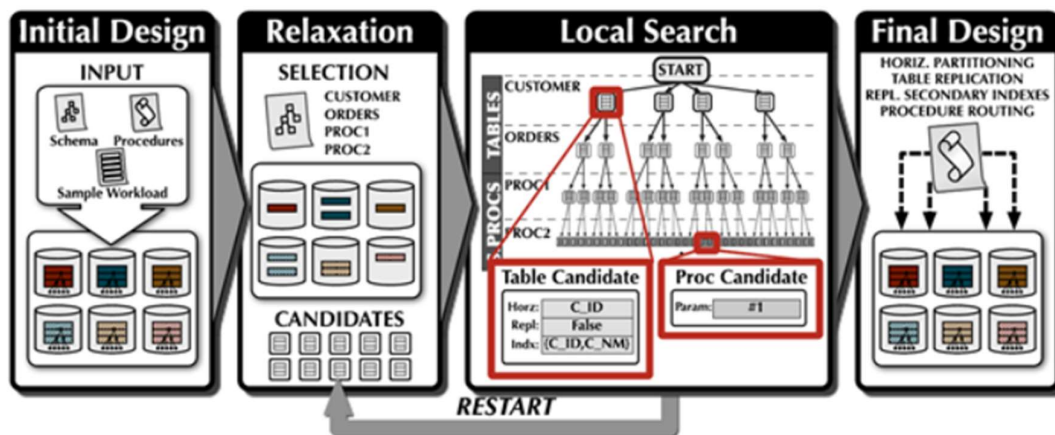 Initial Design
INPUT
Schema
Procedures
Sample Workload
Relaxation
SELECTION
CUSTOMER
ORDERS
PROC1
PROC2
CANDIDATES
Local Search
START
TABLES
CUSTOMER
ORDERS
PROCS
PROC1
PROC2
Table Candidate
Horz: C_ID
Repl: False
Indx: (C_ID,C_NM)
Proc Candidate
Param: #1
RESTART
Final Design
HORIZ. PARTITIONING
TABLE REPLICATION
REPL. SECONDARY INDEXES
PROCEDURE ROUTING